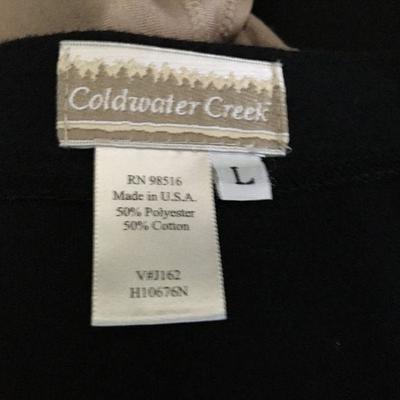 Coldwater Creek
L
RN 98516
Made in U.S.A.
50% Polyester
50% Cotton
V#J162
H10676N